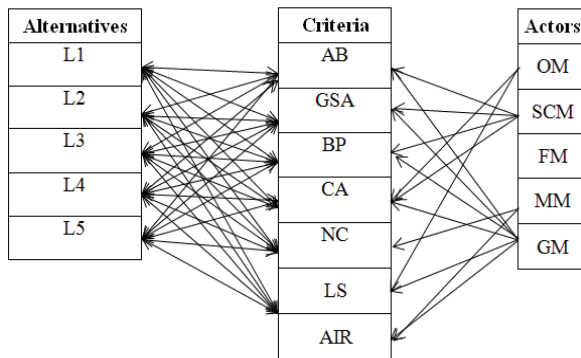 Alternatives
L1
L2
L3
L4
L5
Criteria
AB
GSA
BP
CA
NC
LS
AIR
Actors
OM
SCM
FM
MM
GM